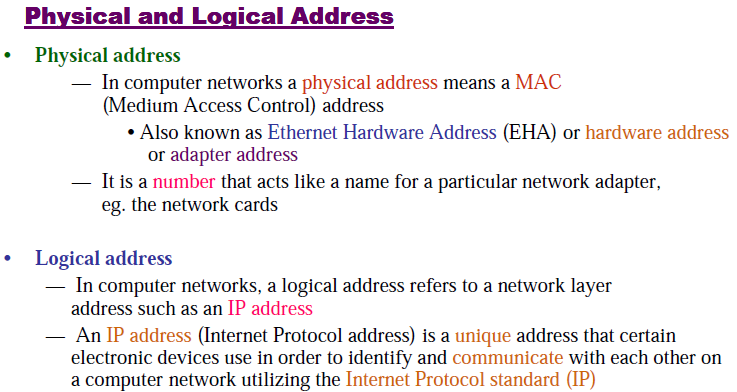 Physical and Logical Address
• Physical address
— In computer networks a physical address means a MAC
(Medium Access Control) address
• Also known as Ethernet Hardware Address (EHA) or hardware address
or adapter address
— It is a number that acts like a name for a particular network adapter,
eg. the network cards
• Logical address
— In computer networks, a logical address refers to a network layer
address such as an IP address
— An IP address (Internet Protocol address) is a unique address that certain
electronic devices use in order to identify and communicate with each other on
a computer network utilizing the Internet Protocol standard (IP)